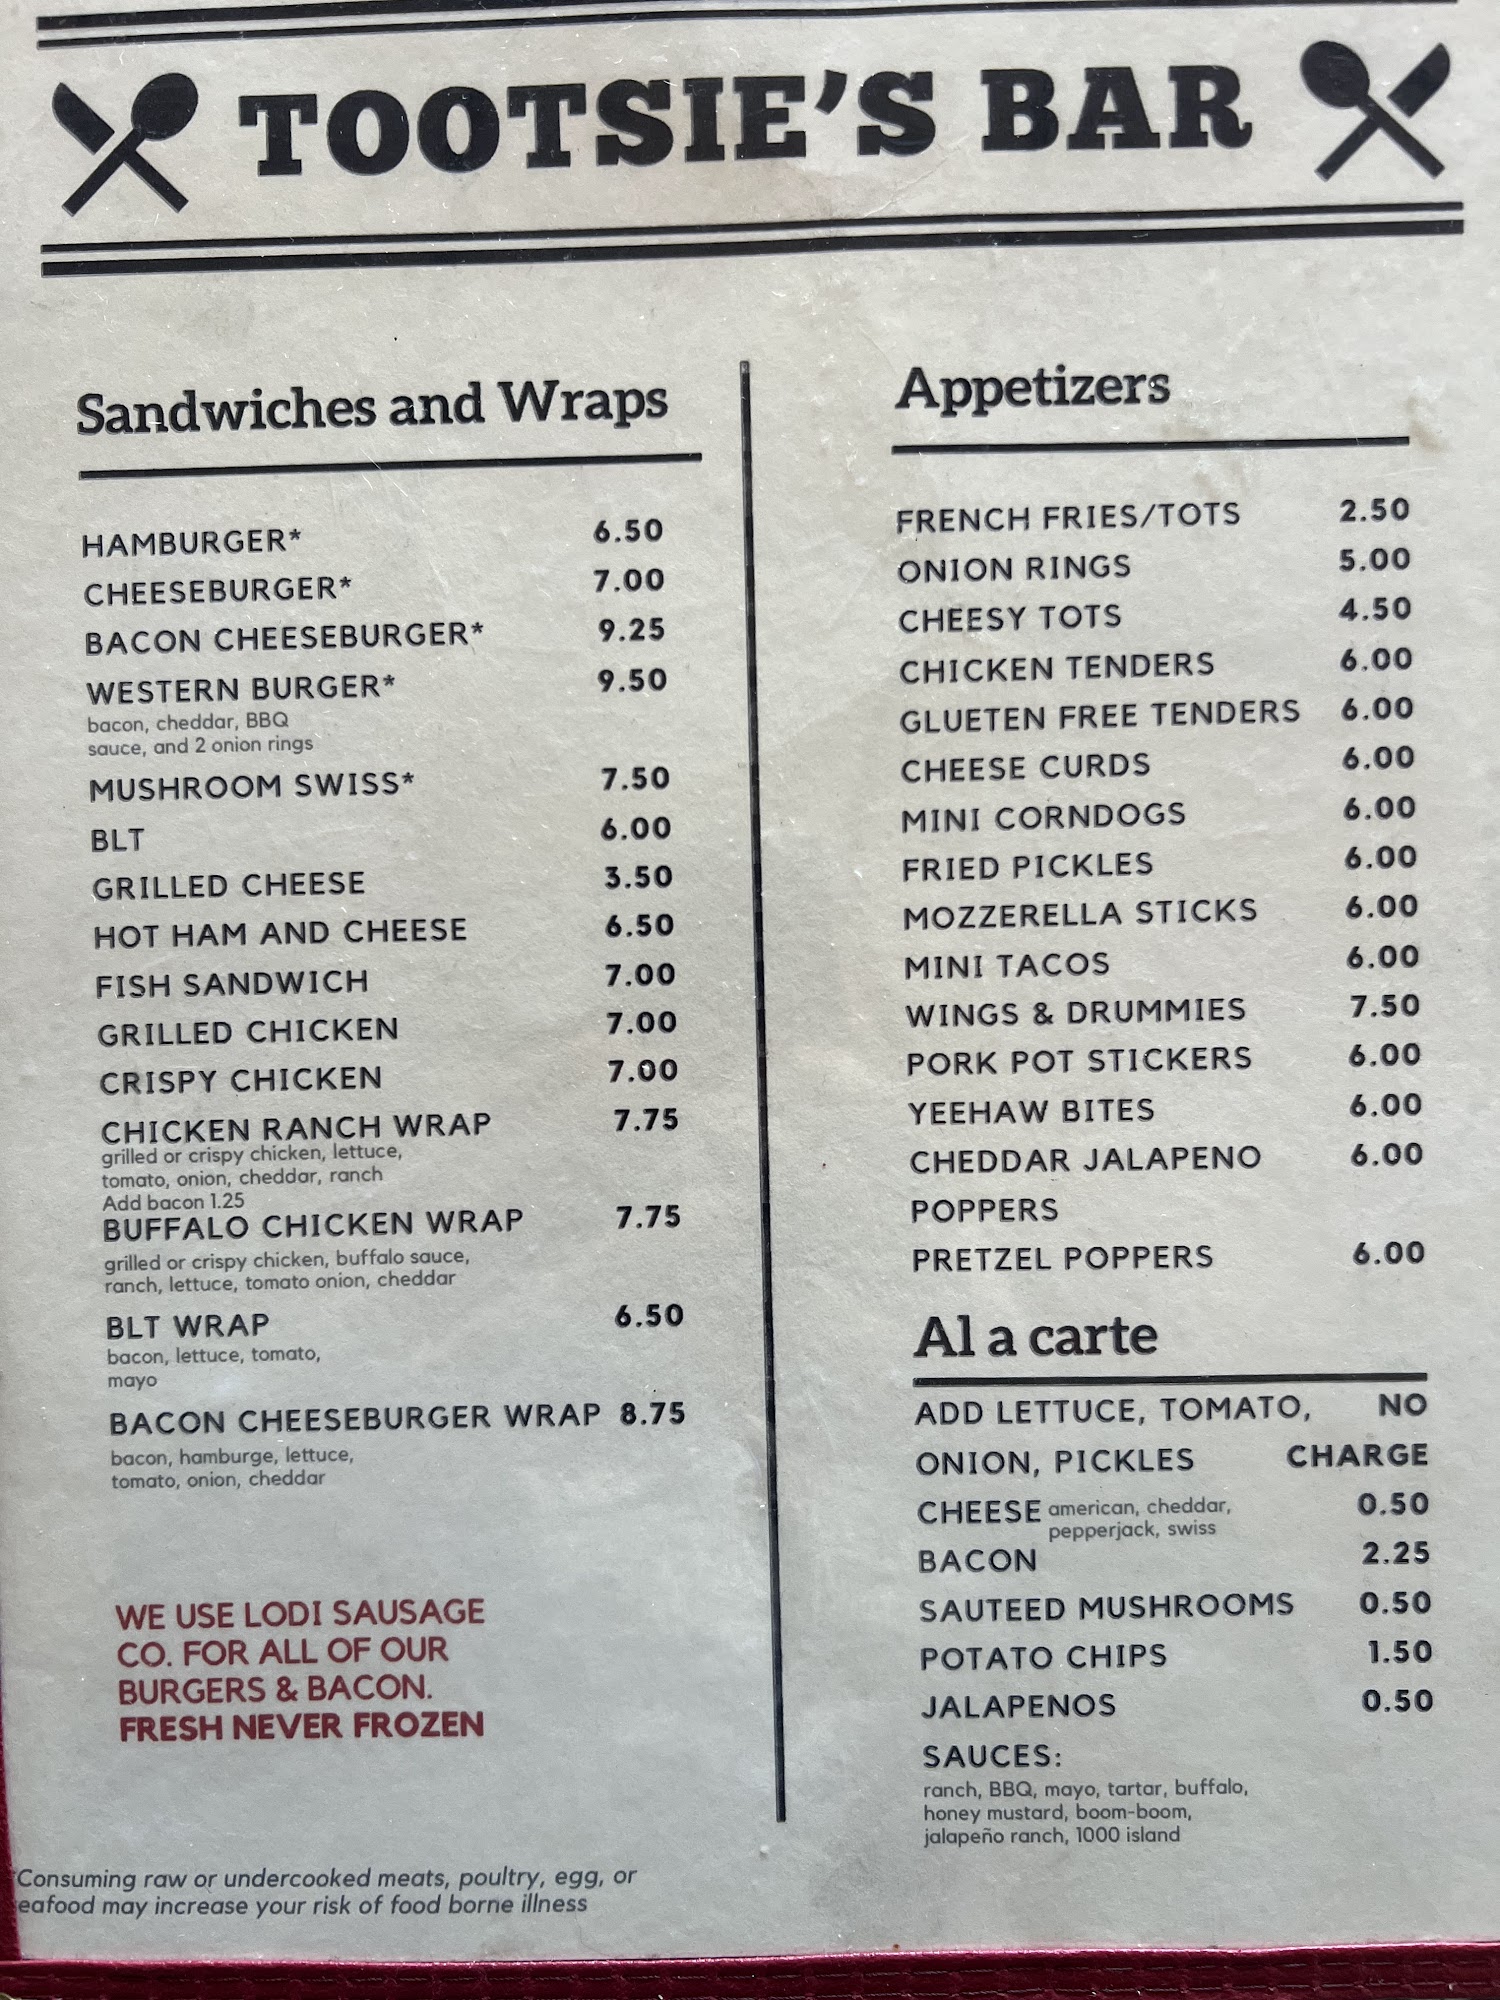 TOOTSIE'S BAR
Sandwiches and Wraps
HAMBURGER* 6.50
CHEESEBURGER* 7.00
BACON CHEESEBURGER* 9.25
WESTERN BURGER* 9.50
bacon, cheddar, BBQ
sauce, and 2 onion rings
MUSHROOM SWISS* 7.50
BLT 6.00
GRILLED CHEESE 3.50
HOT HAM AND CHEESE 6.50
FISH SANDWICH 7.00
GRILLED CHICKEN 7.00
CRISPY CHICKEN 7.00
CHICKEN RANCH WRAP 7.75
grilled or crispy chicken, lettuce,
tomato, onion, cheddar, ranch
Add bacon 1.25
BUFFALO CHICKEN WRAP 7.75
grilled or crispy chicken, buffalo sauce,
ranch, lettuce, tomato onion, cheddar
BLT WRAP 6.50
bacon, lettuce, tomato,
mayo
BACON CHEESEBURGER WRAP 8.75
bacon, hamburge, lettuce,
tomato, onion, cheddar
WE USE LODI SAUSAGE
CO. FOR ALL OF OUR
BURGERS & BACON.
FRESH NEVER FROZEN
Consuming raw or undercooked meats, poultry, egg, or
eafood may increase your risk of food borne illness
Appetizers
FRENCH FRIES/TOTS 2.50
ONION RINGS 5.00
CHEESY TOTS 4.50
CHICKEN TENDERS 6.00
GLUETEN FREE TENDERS 6.00
CHEESE CURDS 6.00
MINI CORNDOGS 6.00
FRIED PICKLES 6.00
MOZZERELLA STICKS 6.00
MINI TACOS 6.00
WINGS & DRUMMIES 7.50
PORK POT STICKERS 6.00
YEEHAW BITES 6.00
CHEDDAR JALAPENO 6.00
POPPERS
PRETZEL POPPERS 6.00
Al a carte
ADD LETTUCE, TOMATO, NO
ONION, PICKLES CHARGE
CHEESE american, cheddar, 0.50
pepperjack, swiss
BACON 2.25
SAUTEED MUSHROOMS 0.50
POTATO CHIPS 1.50
JALAPENOS 0.50
SAUCES:
ranch, BBQ, mayo, tartar, buffalo,
honey mustard, boom-boom,
jalapeño ranch, 1000 island